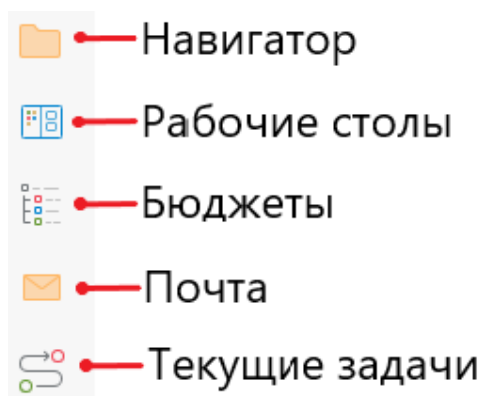 Навигатор
Рабочие столы
Бюджеты
Почта
Текущие задачи